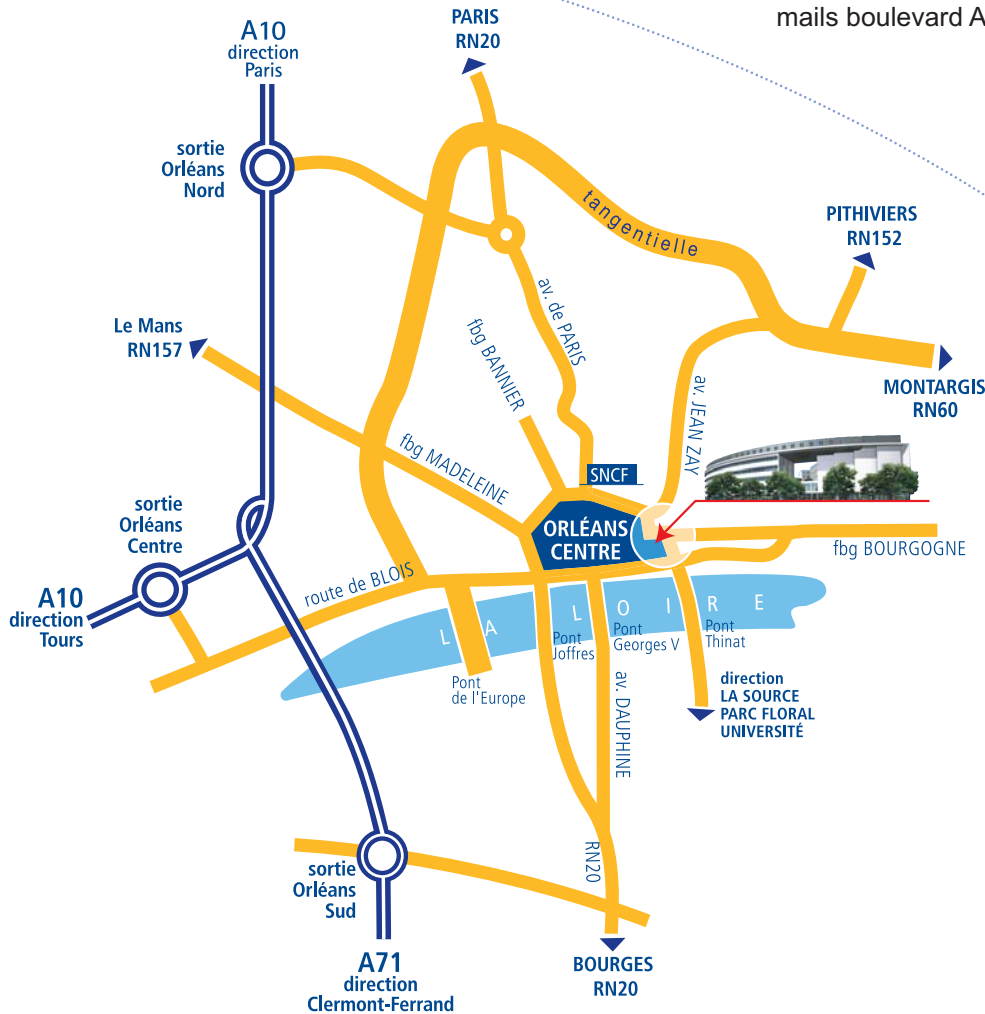 mails boulevard A
A10
direction
Paris
PARIS
RN20
sortie
Orléans
Nord
tangentielle
PITHIVIERS
RN152
Le Mans
RN157
av. de PARIS
fbg BANNIER
MONTARGIS
RN60
av. JEAN ZAY
fbg MADELEINE
SNCF
sortie
Orléans
Centre
ORLÉANS
CENTRE
fbg BOURGOGNE
A10
direction
Tours
route de BLOIS
LA LOIRE
Pont
Joffres
Pont
Georges V
Pont
Thinat
Pont
de l'Europe
av. DAUPHINE
direction
LA SOURCE
PARC FLORAL
UNIVERSITÉ
RN20
sortie
Orléans
Sud
A71
direction
Clermont-Ferrand
BOURGES
RN20